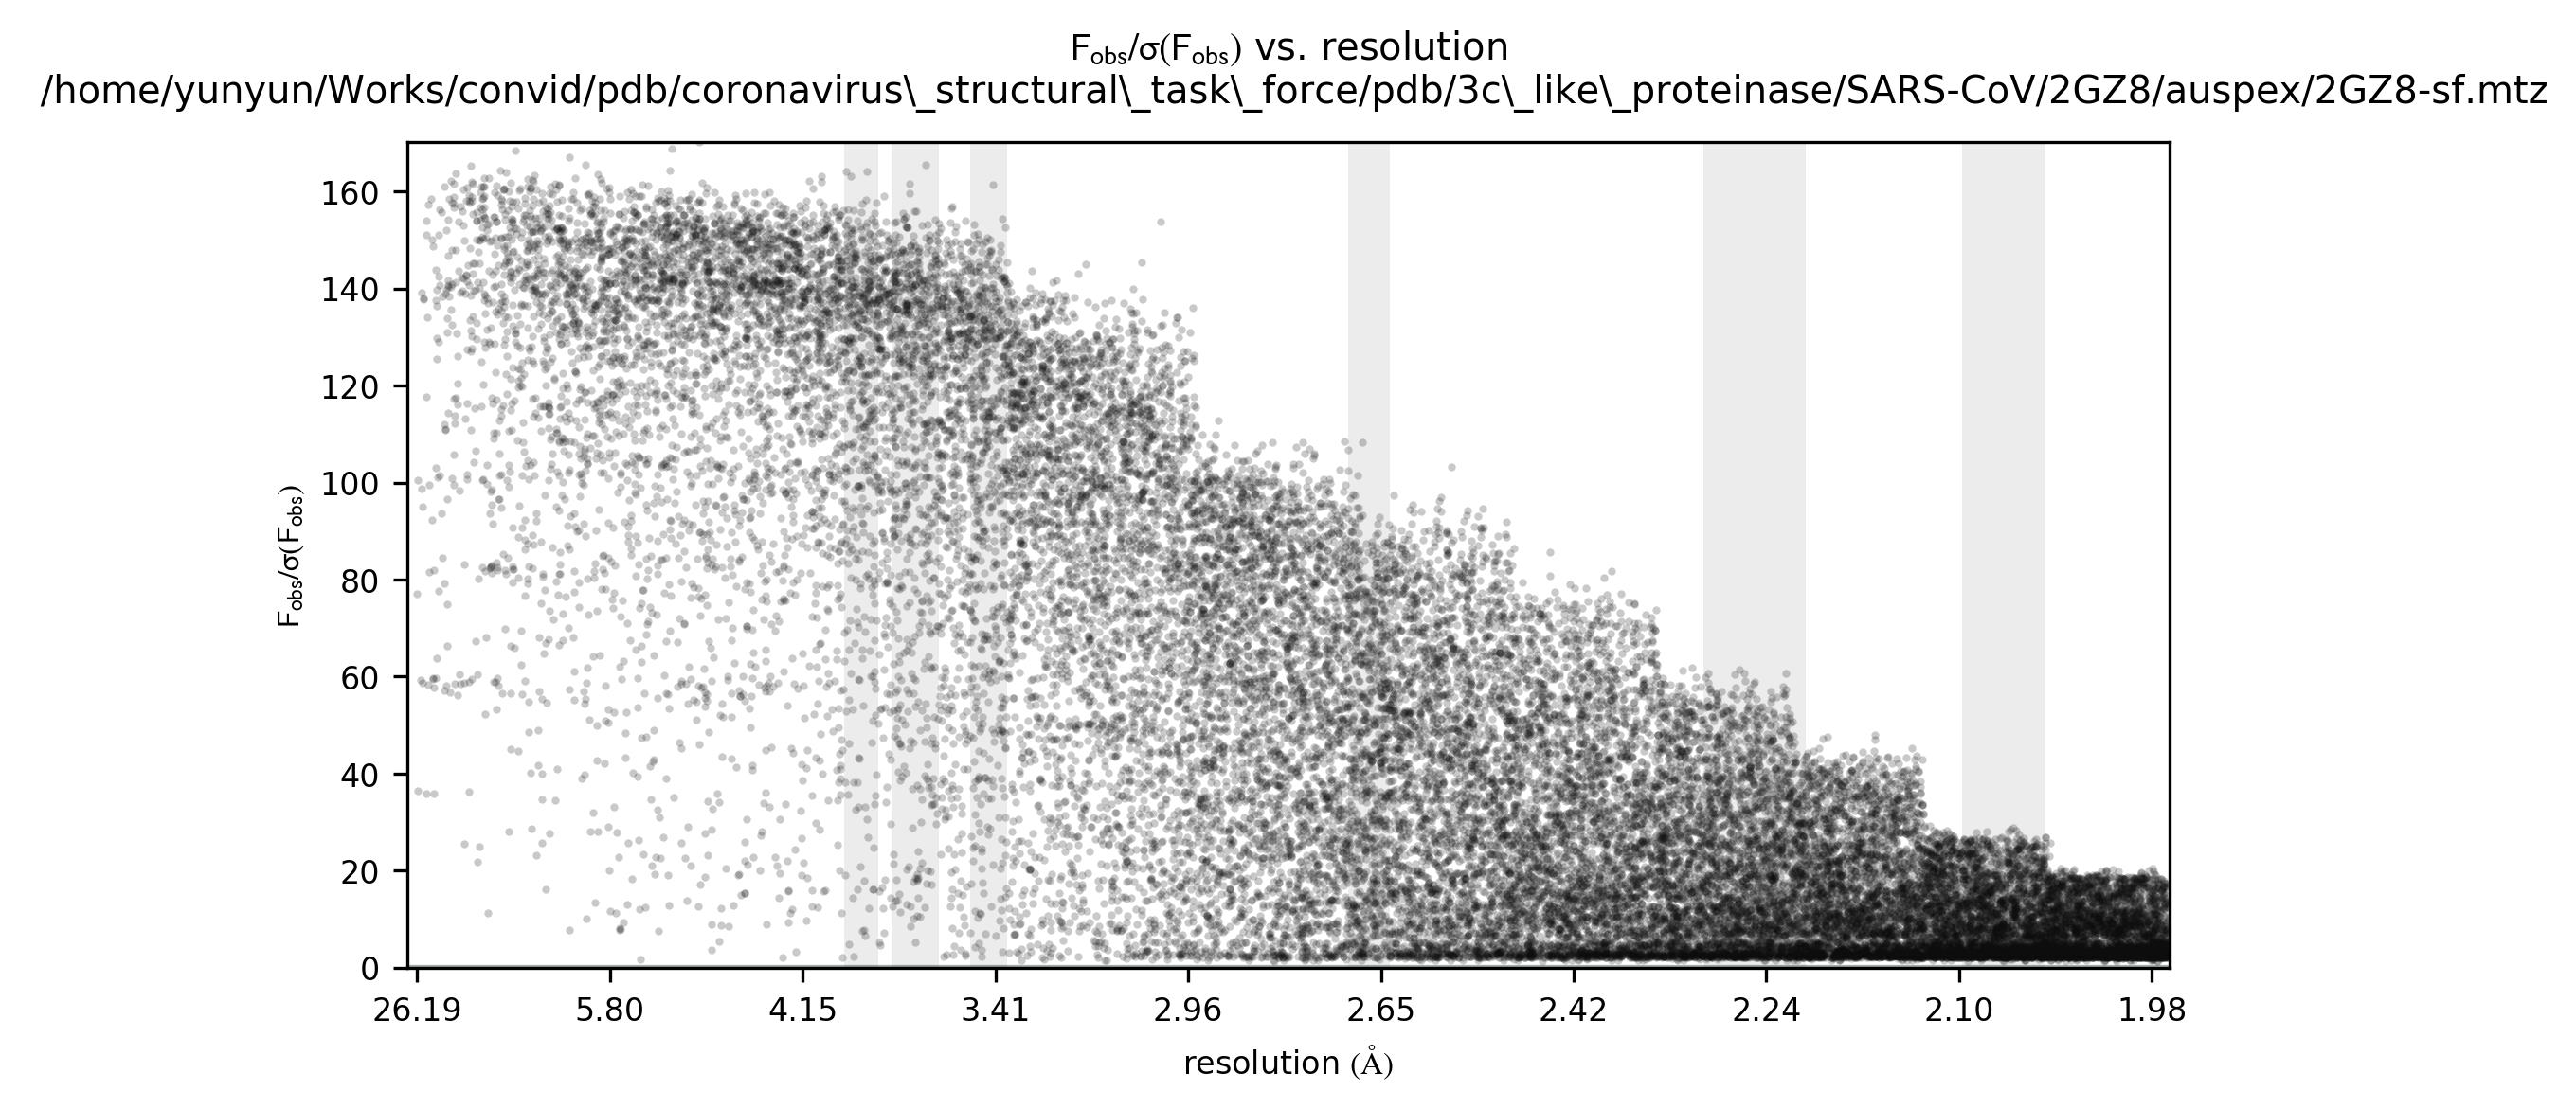 Fobs/σ(Fobs) vs. resolution
/home/yunyun/Works/convid/pdb/coronavirus\_structural\_task\_force/pdb/3c\_like\_proteinase/SARS-CoV/2GZ8/auspex/2GZ8-sf.mtz
Fobs/σ(Fobs)
160
140
120
100
80
60
40
20
0
26.19 5.80 4.15 3.41 2.96 2.65 2.42 2.24 2.10 1.98
resolution (Å)